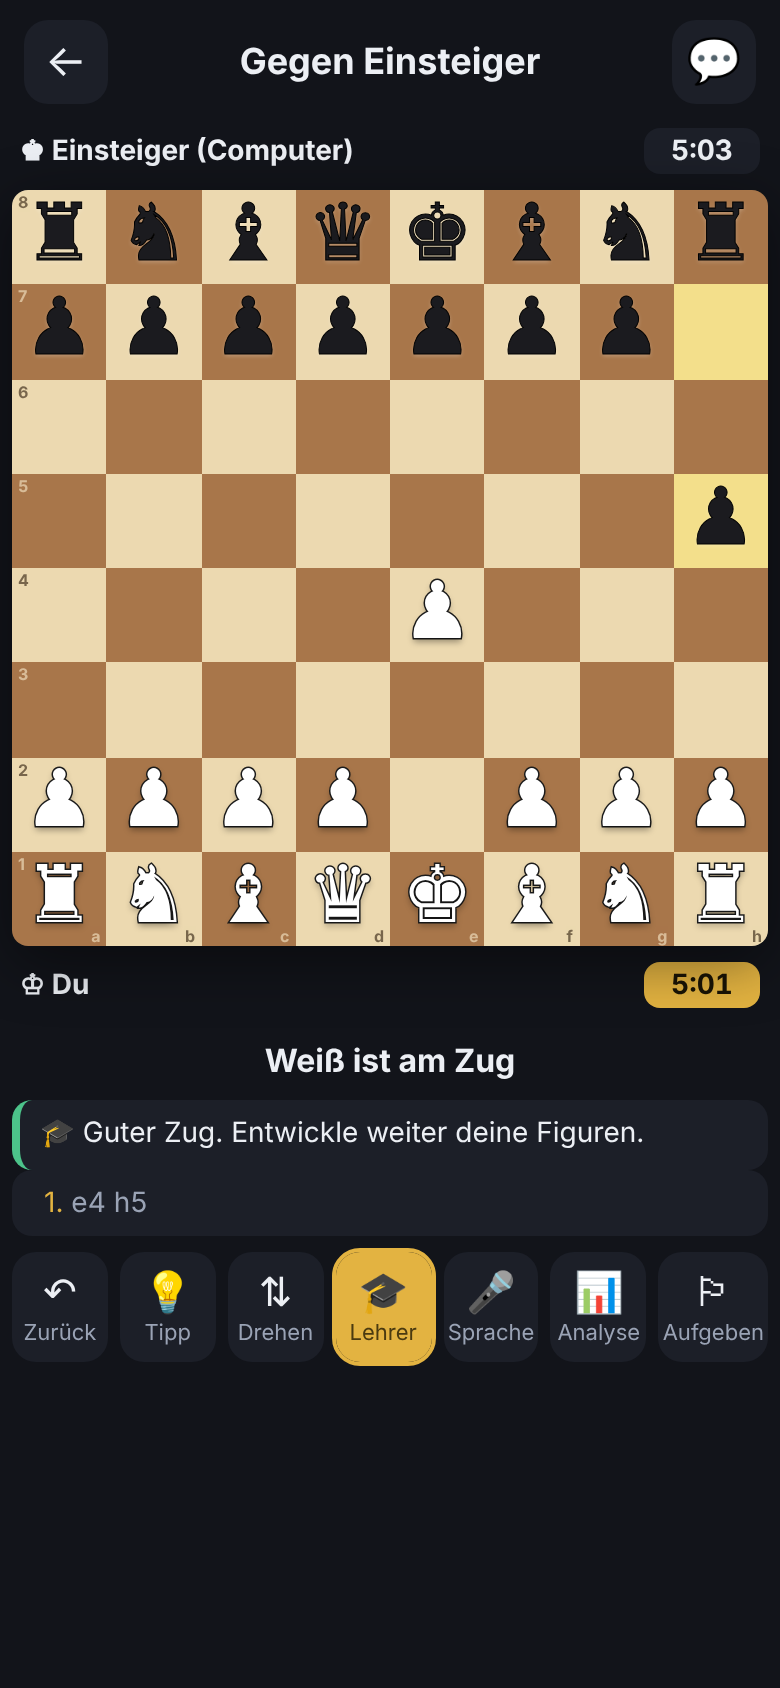 Gegen Einsteiger
Einsteiger (Computer)
5:03
8
7
6
5
4
3
2
1
a b c d e f g h
Du
5:01
Weiß ist am Zug
Guter Zug. Entwickle weiter deine Figuren.
1. e4 h5
Zurück Tipp Drehen Lehrer Sprache Analyse Aufgeben